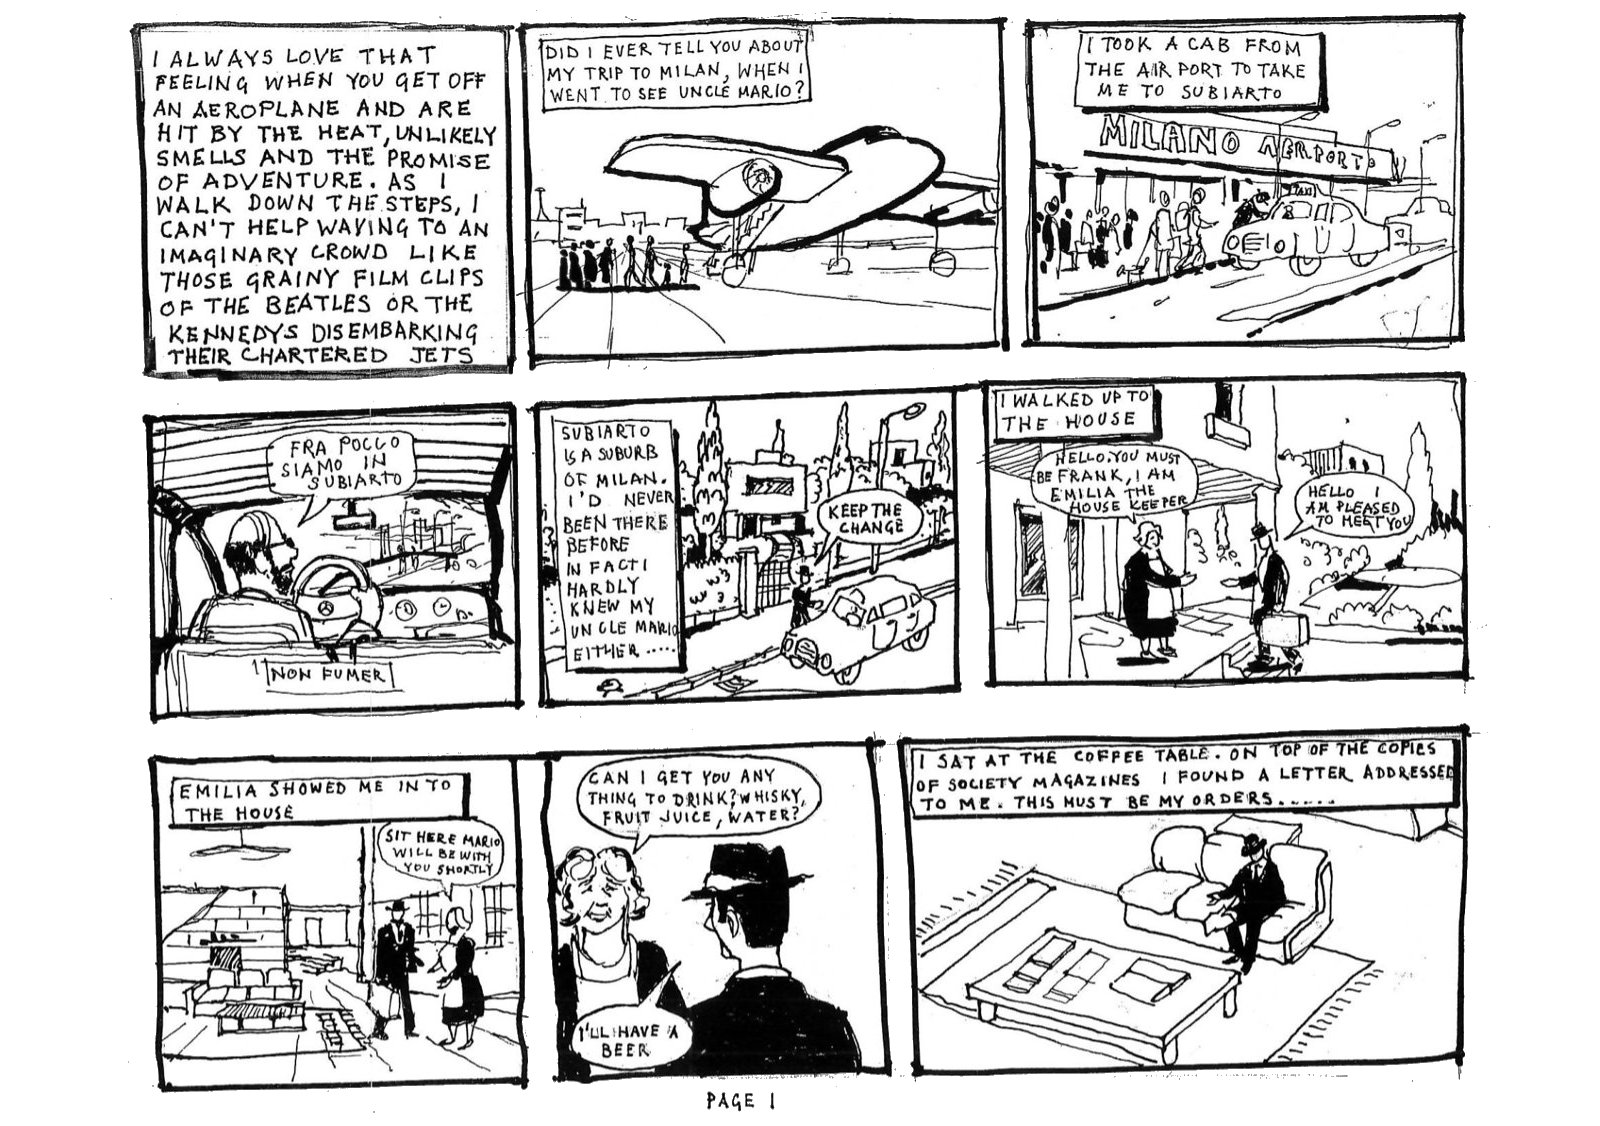 I ALWAYS LOVE THAT
FEELING WHEN YOU GET OFF
AN AEROPLANE AND ARE
HIT BY THE HEAT, UNLIKELY
SMELLS AND THE PROMISE
OF ADVENTURE. AS I
WALK DOWN THE STEPS, I
CAN'T HELP WAVING TO AN
IMAGINARY CROWD LIKE
THOSE GRAINY FILM CLIPS
OF THE BEATLES OR THE
KENNEDYS DISEMBARKING
THEIR CHARTERED JETS
DID I EVER TELL YOU ABOUT
MY TRIP TO MILAN, WHEN I
WENT TO SEE UNCLE MARIO?
I TOOK A CAB FROM
THE AIR PORT TO TAKE
ME TO SUBIARTO
MILANO AERPORTO
TAXI
FRA POCCO
SIAMO IN
SUBIARTO
NON FUMER
SUBIARTO
IS A SUBURB
OF MILAN.
I'D NEVER
BEEN THERE
BEFORE
IN FACT I
HARDLY
KNEW MY
UNCLE MARIO
EITHER.....
KEEP THE
CHANGE
I WALKED UP TO
THE HOUSE
HELLO. YOU MUST
BE FRANK, I AM
EMILIA THE
HOUSE KEEPER
HELLO I
AM PLEASED
TO MEET YOU
EMILIA SHOWED ME IN TO
THE HOUSE
SIT HERE MARIO
WILL BE WITH
YOU SHORTLY
CAN I GET YOU ANY
THING TO DRINK? WHISKY,
FRUIT JUICE, WATER?
I'LL HAVE A
BEER
I SAT AT THE COFFEE TABLE. ON TOP OF THE COPIES
OF SOCIETY MAGAZINES I FOUND A LETTER ADDRESSED
TO ME. THIS MUST BE MY ORDERS......
PAGE 1